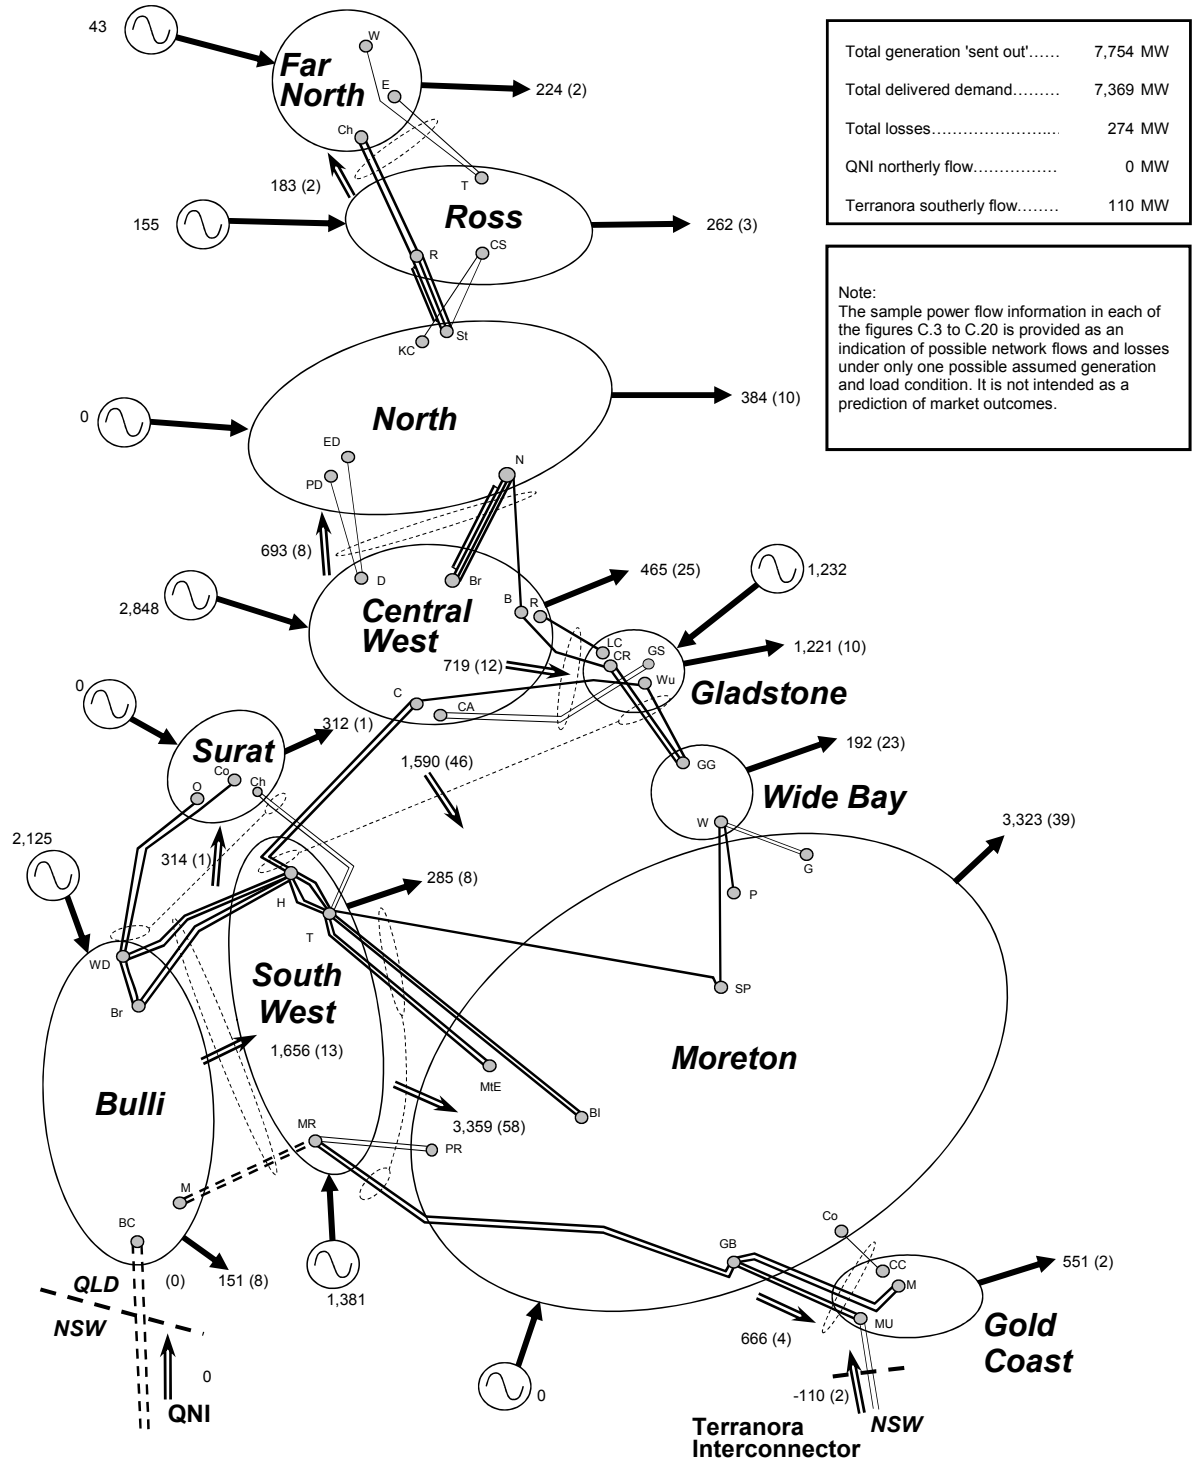 43
W
Far
North
E
224 (2)
Ch
183 (2)
T
155
Ross
262 (3)
CS
R
St
KC
0
North
384 (10)
ED
PD
N
693 (8)
D
Br
2,848
Central
West
B
R
465 (25)
1,232
LC
CR
GS
Wu
719 (12)
1,221 (10)
Gladstone
C
CA
0
Surat
312 (1)
Co
O
Ch
1,590 (46)
GG
192 (23)
Wide Bay
W
G
P
2,125
314 (1)
3,323 (39)
285 (8)
H
T
WD
Br
South
West
1,656 (13)
SP
Moreton
MtE
BI
Bulli
3,359 (58)
MR
PR
M
BC
QLD
(0)
151 (8)
NSW
0
QNI
1,381
Co
GB
CC
M
MU
551 (2)
Gold
Coast
666 (4)
0
-110 (2)
Terranora
Interconnector
NSW
Total generation 'sent out'...... 7,754 MW
Total delivered demand......... 7,369 MW
Total losses........................ 274 MW
QNI northerly flow................ 0 MW
Terranora southerly flow........ 110 MW
Note:
The sample power flow information in each of
the figures C.3 to C.20 is provided as an
indication of possible network flows and losses
under only one possible assumed generation
and load condition. It is not intended as a
prediction of market outcomes.